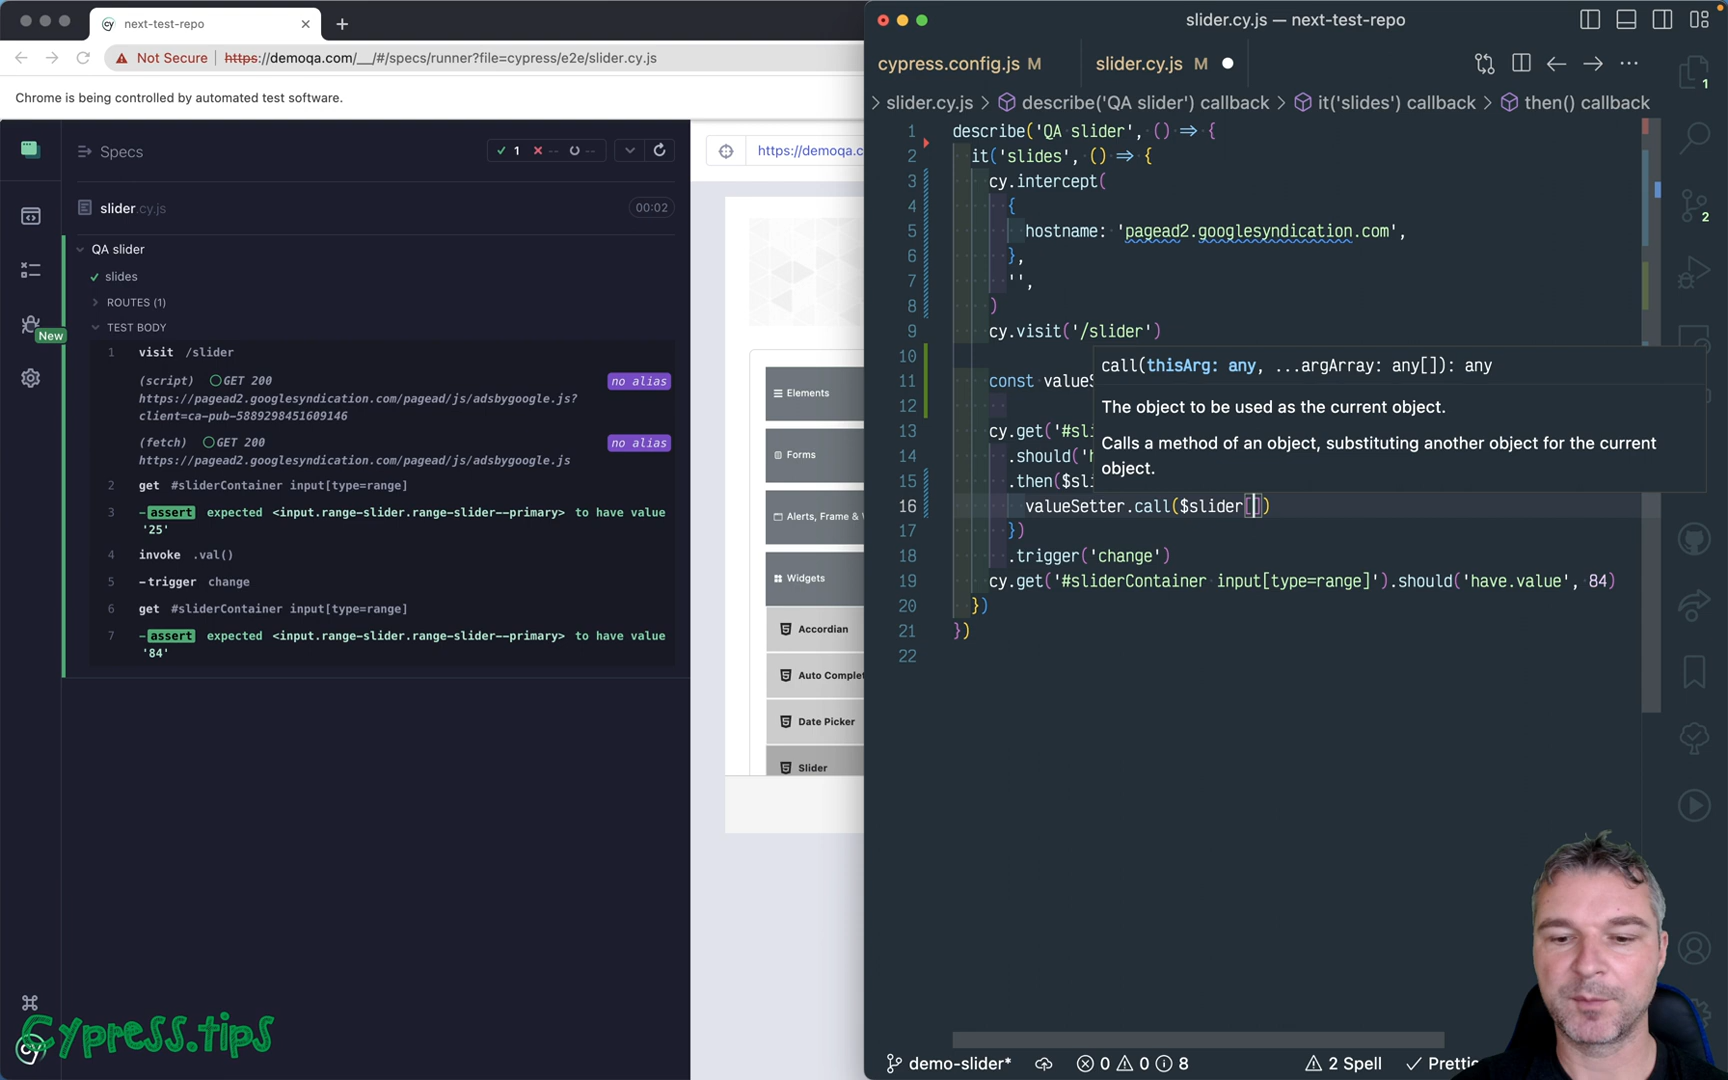 next-test-repo
Not Secure
https://demoqa.com/__/#/specs/runner?file=cypress/e2e/slider.cy.js
Chrome is being controlled by automated test software.
Specs
1 -- --
slider.cy.js
00:02
QA slider
slides
ROUTES (1)
TEST BODY
1 visit /slider
(script) GET 200
no alias
https://pagead2.googlesyndication.com/pagead/js/adsbygoogle.js?
client=ca-pub-5889298451609146
(fetch) GET 200
no alias
https://pagead2.googlesyndication.com/pagead/js/adsbygoogle.js
2 get #sliderContainer input[type=range]
3 -assert expected <input.range-slider.range-slider--primary> to have value
'25'
4 invoke .val()
5 -trigger change
6 get #sliderContainer input[type=range]
7 -assert expected <input.range-slider.range-slider--primary> to have value
'84'
New
Cypress.tips
cy
https://demoqa.c
Elements
Forms
Alerts, Frame &
Widgets
Accordian
Auto Comple
Date Picker
Slider
slider.cy.js — next-test-repo
cypress.config.js M
slider.cy.js M
slider.cy.js > describe('QA slider') callback > it('slides') callback > then() callback
1 describe('QA slider', () => {
2 it('slides', () => {
3 cy.intercept(
4 {
5 hostname: 'pagead2.googlesyndication.com',
6 },
7 '',
8 )
9 cy.visit('/slider')
10
11 const value
12
13 cy.get('#sl
14 .should('
15 .then($sl
16 valueSetter.call($slider[])
17 })
18 .trigger('change')
19 cy.get('#sliderContainer input[type=range]').should('have.value', 84)
20 })
21 })
22
call(thisArg: any, ...argArray: any[]): any
The object to be used as the current object.
Calls a method of an object, substituting another object for the current
object.
1
2
demo-slider*
0 0 8
2 Spell
Prettie